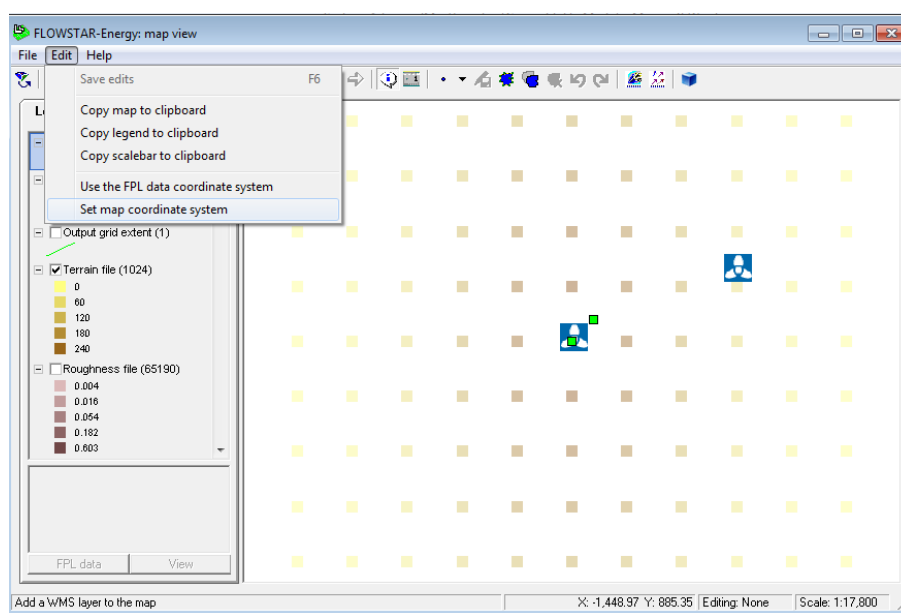 FLOWSTAR-Energy: map view
File Edit Help
Save edits F6
Copy map to clipboard
Copy legend to clipboard
Copy scalebar to clipboard
Use the FPL data coordinate system
Set map coordinate system
Output grid extent (1)
Terrain file (1024)
0
60
120
180
240
Roughness file (65190)
0.004
0.016
0.054
0.182
0.603
FPL data View
Add a WMS layer to the map X: -1,448.97 Y: 885.35 Editing: None Scale: 1:17,800